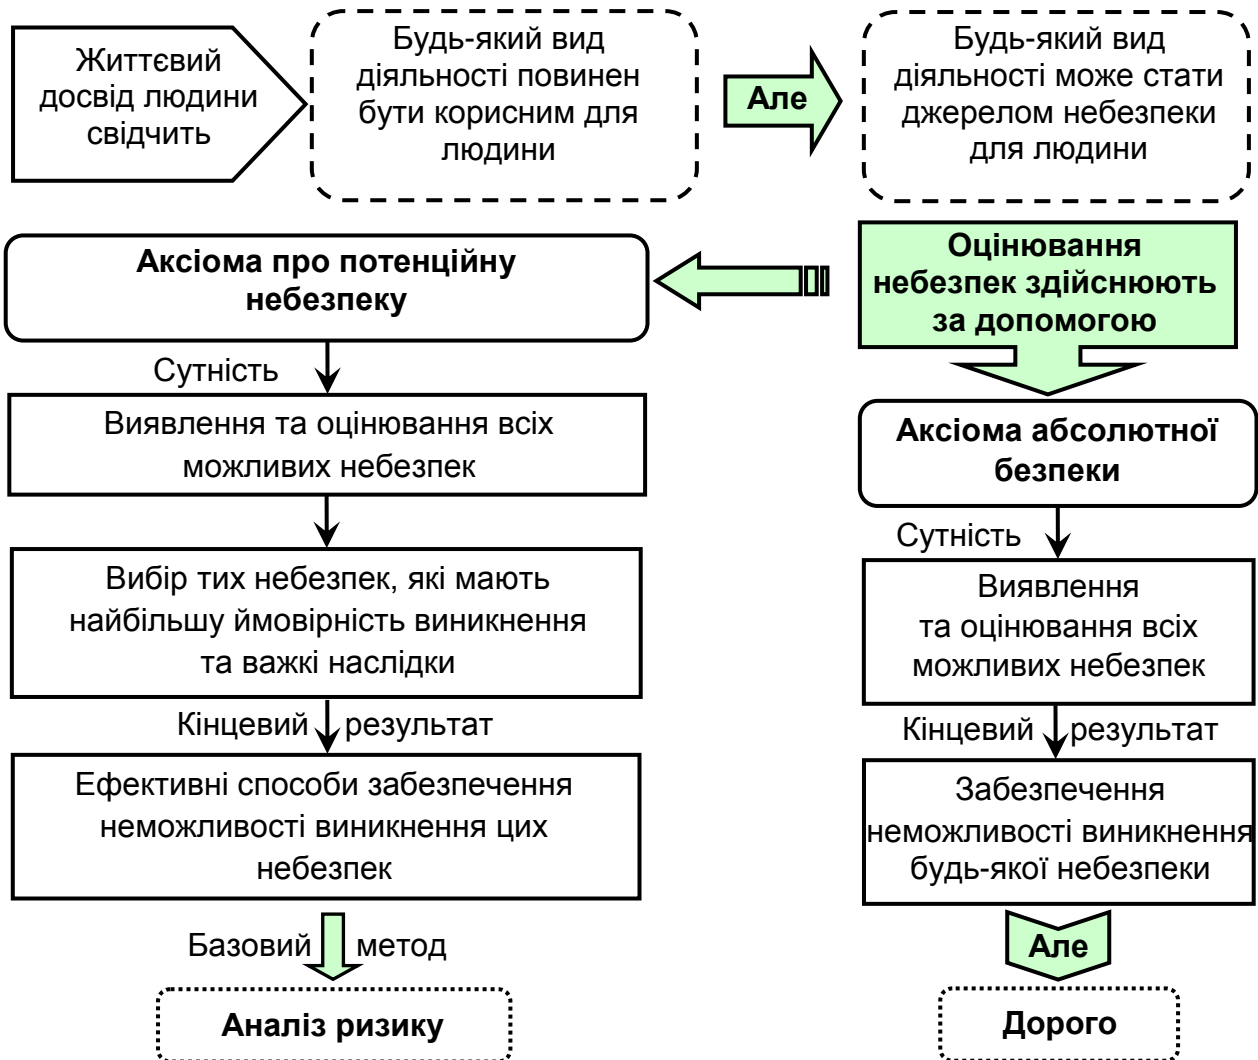 Життєвий
досвід людини
свідчить
Будь-який вид
діяльності повинен
бути корисним для
людини
Але
Будь-який вид
діяльності може стати
джерелом небезпеки
для людини
Оцінювання
небезпек здійснюють
за допомогою
Аксіома про потенційну
небезпеку
Сутність
Виявлення та оцінювання всіх
можливих небезпек
Вибір тих небезпек, які мають
найбільшу ймовірність виникнення
та важкі наслідки
Кінцевий результат
Ефективні способи забезпечення
неможливості виникнення цих
небезпек
Базовий метод
Аналіз ризику
Аксіома абсолютної
безпеки
Сутність
Виявлення
та оцінювання всіх
можливих небезпек
Кінцевий результат
Забезпечення
неможливості виникнення
будь-якої небезпеки
Але
Дорого